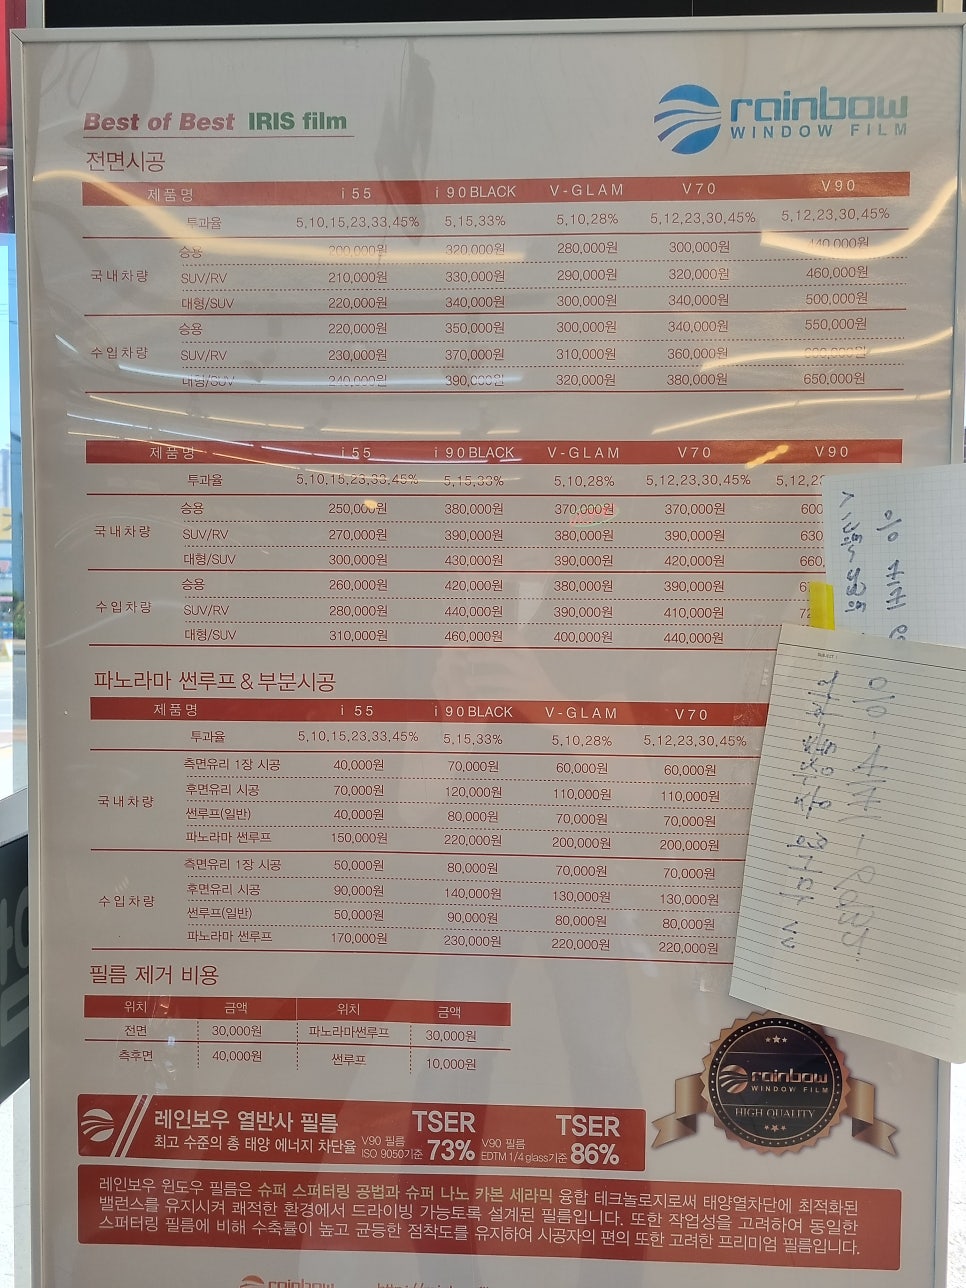 Best of Best IRIS film
rainbow
WINDOW FILM
전면시공
제품명 i 55 i 90 BLACK V-GLAM V70 V90
투과율 5,10,15,23,33,45% 5,15,33% 5,10,28% 5,12,23,30,45% 5,12,23,30,45%
국내차량
승용 200,000원 320,000원 280,000원 300,000원 440,000원
SUV/RV 210,000원 330,000원 290,000원 320,000원 460,000원
대형/SUV 220,000원 340,000원 300,000원 340,000원 500,000원
수입차량
승용 220,000원 350,000원 300,000원 340,000원 550,000원
SUV/RV 230,000원 370,000원 310,000원 360,000원
대형/SUV 240,000원 390,000원 320,000원 380,000원 650,000원
제품명 i 55 i 90 BLACK V-GLAM V70 V90
투과율 5,10,15,23,33,45% 5,15,33% 5,10,28% 5,12,23,30,45% 5,12,23
국내차량
승용 250,000원 380,000원 370,000원 370,000원 600
SUV/RV 270,000원 390,000원 380,000원 390,000원 630
대형/SUV 300,000원 430,000원 390,000원 420,000원 660,
수입차량
승용 260,000원 420,000원 380,000원 390,000원 6
SUV/RV 280,000원 440,000원 390,000원 410,000원 72
대형/SUV 310,000원 460,000원 400,000원 440,000원
파노라마 썬루프 & 부분시공
제품명 i 55 i 90 BLACK V-GLAM V70
투과율 5,10,15,23,33,45% 5,15,33% 5,10,28% 5,12,23,30,45%
국내차량
측면유리 1장 시공 40,000원 70,000원 60,000원 60,000원
후면유리 시공 70,000원 120,000원 110,000원 110,000원
썬루프(일반) 40,000원 80,000원 70,000원 70,000원
파노라마 썬루프 150,000원 220,000원 200,000원 200,000원
수입차량
측면유리 1장 시공 50,000원 80,000원 70,000원 70,000원
후면유리 시공 90,000원 140,000원 130,000원 130,000원
썬루프(일반) 50,000원 90,000원 80,000원 80,000원
파노라마 썬루프 170,000원 230,000원 220,000원 220,000원
필름 제거 비용
위치 금액 위치 금액
전면 30,000원 파노라마썬루프 30,000원
측후면 40,000원 썬루프 10,000원
rainbow
WINDOW FILM
HIGH QUALITY
레인보우 열반사 필름
최고 수준의 총 태양 에너지 차단율
TSER
V90 필름
ISO 9050기준 73%
TSER
V90 필름
EDTM 1/4 glass기준 86%
레인보우 윈도우 필름은 슈퍼 스퍼터링 공법과 슈퍼 나노 카본 세라믹 융합 테크놀로지로써 태양열차단에 최적화된
밸런스를 유지시켜 쾌적한 환경에서 드라이빙 가능토록 설계된 필름입니다. 또한 작업성을 고려하여 동일한
스퍼터링 필름에 비해 수축률이 높고 균등한 점착도를 유지하여 시공자의 편의 또한 고려한 프리미엄 필름입니다.
rainbow